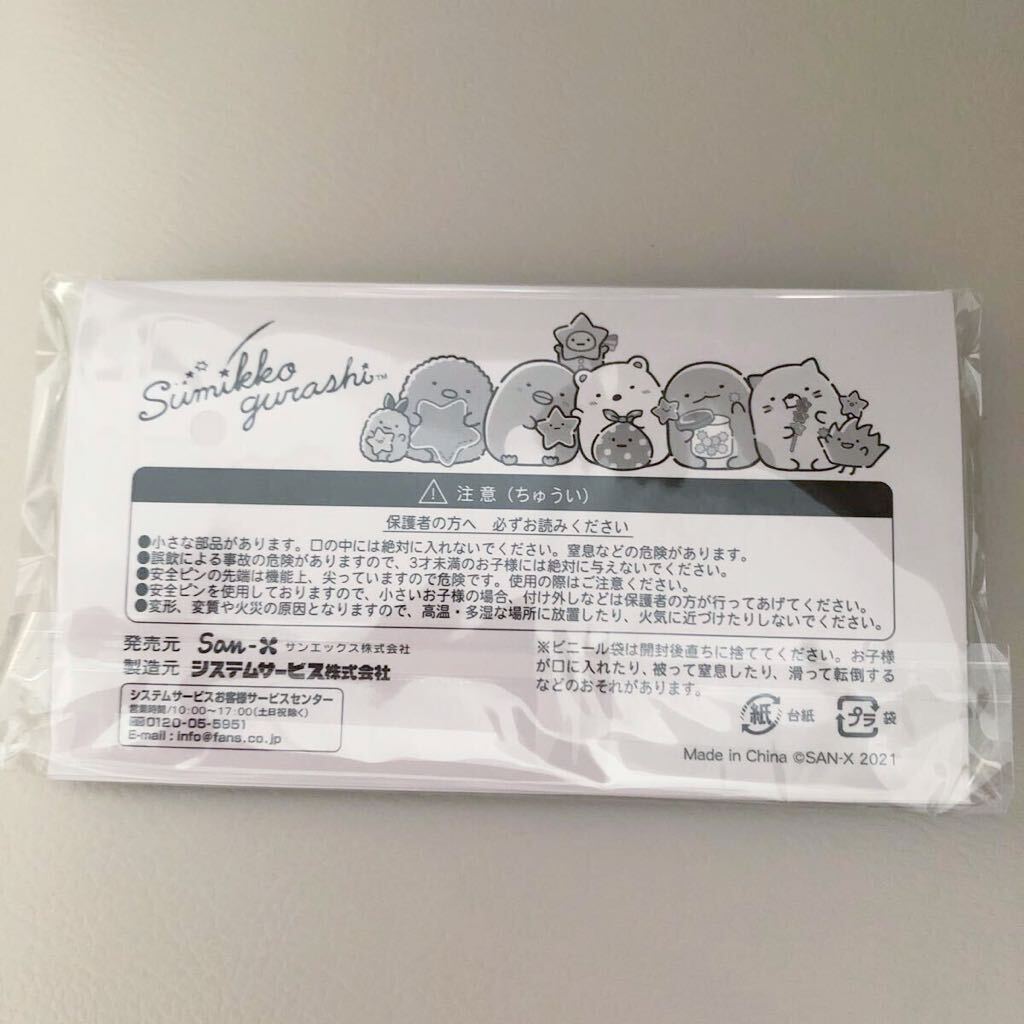 Sumikko
gurashi™
⚠ 注意（ちゅうい）
保護者の方へ 必ずお読みください
●小さな部品があります。口の中には絶対に入れないでください。窒息などの危険があります。
●誤飲による事故の危険がありますので、3才未満のお子様には絶対に与えないでください。
●安全ピンの先端は機能上、尖っていますので危険です。使用の際はご注意ください。
●安全ピンを使用しておりますので、小さいお子様の場合、付け外しなどは保護者の方が行ってあげてください。
●変形、変質や火災の原因となりますので、高温・多湿な場所に放置したり、火気に近づけたりしないでください。
発売元 San-X サンエックス株式会社
製造元 システムサービス株式会社
システムサービスお客様サービスセンター
営業時間/10:00～17:00(土日祝除く)
0120-05-5951
E-mail : info@fans.co.jp
※ビニール袋は開封後直ちに捨ててください。お子様
が口に入れたり、被って窒息したり、滑って転倒する
などのおそれがあります。
紙 台紙 プラ 袋
Made in China ©SAN-X 2021